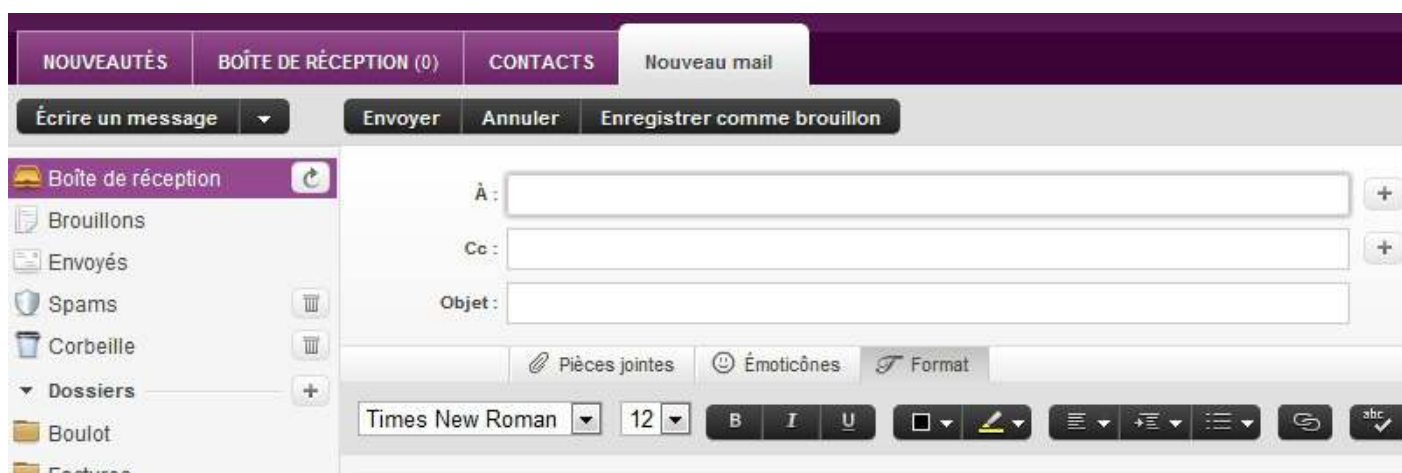 NOUVEAUTÉS BOÎTE DE RÉCEPTION (0) CONTACTS Nouveau mail
Écrire un message Envoyer Annuler Enregistrer comme brouillon
Boîte de réception
À :
Brouillons
Cc :
Envoyés
Spams
Objet :
Corbeille
Pièces jointes Émoticônes Format
Dossiers
Times New Roman 12 B I U abc
Boulot